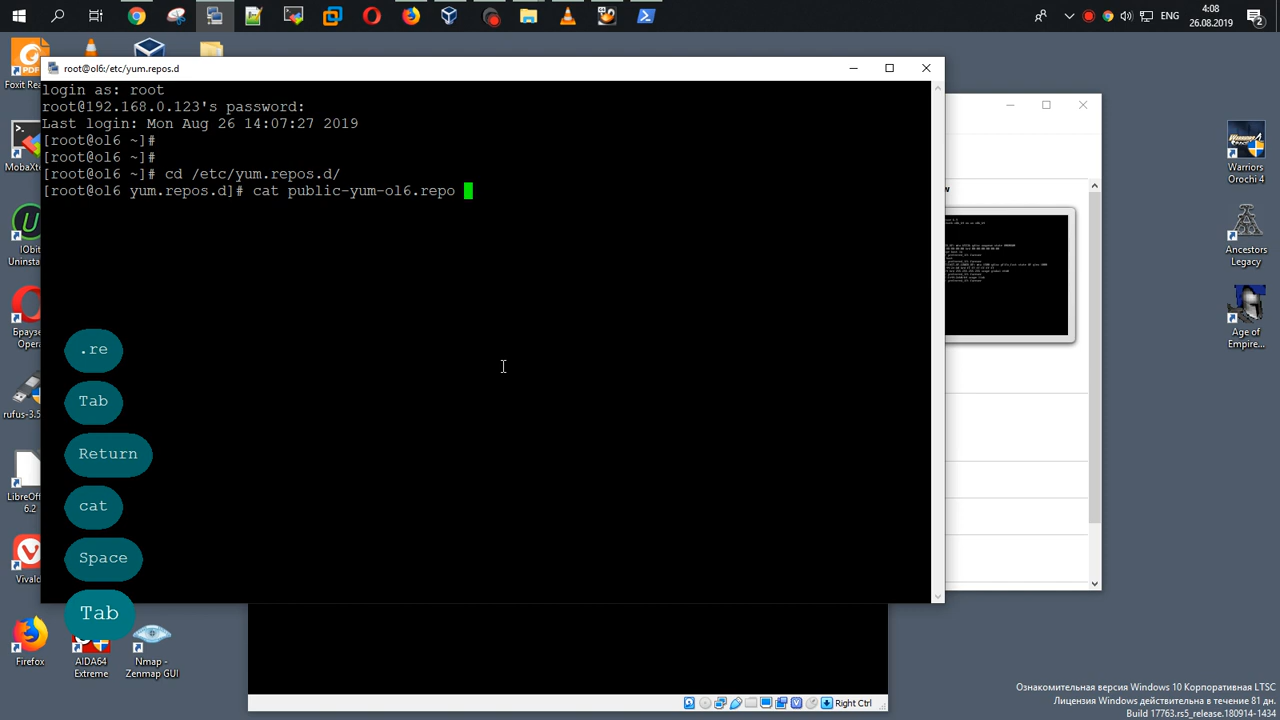 ENG
4:08
26.08.2019
2
root@ol6:/etc/yum.repos.d
login as: root
root@192.168.0.123's password:
Last login: Mon Aug 26 14:07:27 2019
[root@ol6 ~]#
[root@ol6 ~]#
[root@ol6 ~]# cd /etc/yum.repos.d/
[root@ol6 yum.repos.d]# cat public-yum-ol6.repo
.re
Tab
Return
cat
Space
Tab
Foxit Rea
MobaXt
IObit
Uninsta
Брауз
Oper
rufus-3.5
LibreOffi
6.2
Vivald
Firefox
AIDA64
Extreme
Nmap -
Zenmap GUI
Warriors
Orochi 4
Ancestors
Legacy
Age of
Empire...
Right Ctrl
Ознакомительная версия Windows 10 Корпоративная LTSC
Лицензия Windows действительна в течение 81 дн.
Build 17763.rs5_release.180914-1434